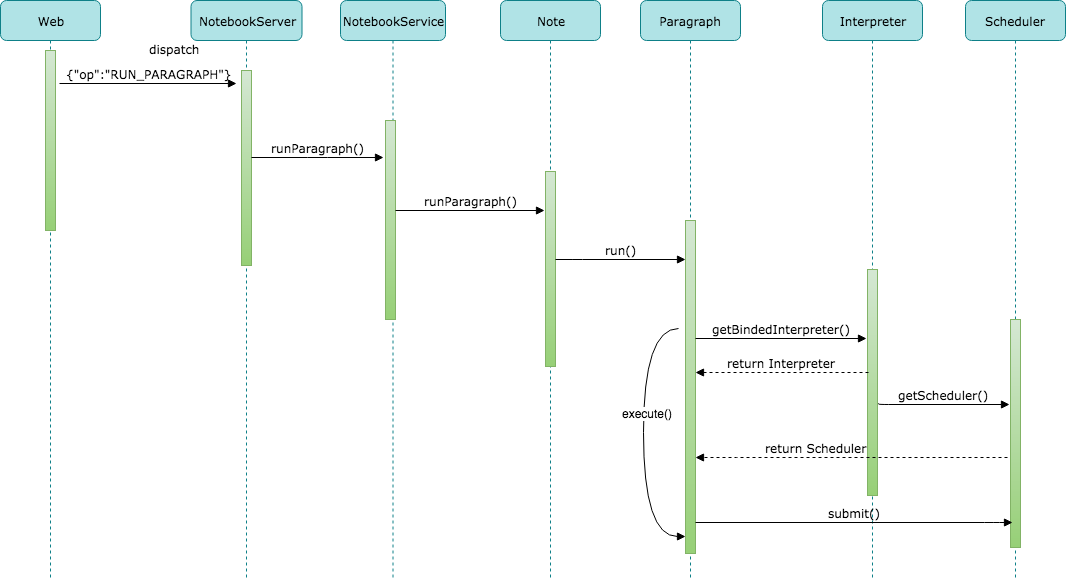 Web
NotebookServer
NotebookService
Note
Paragraph
Interpreter
Scheduler
dispatch
{"op":"RUN_PARAGRAPH"}
runParagraph()
runParagraph()
run()
getBindedInterpreter()
return Interpreter
getScheduler()
execute()
return Scheduler
submit()